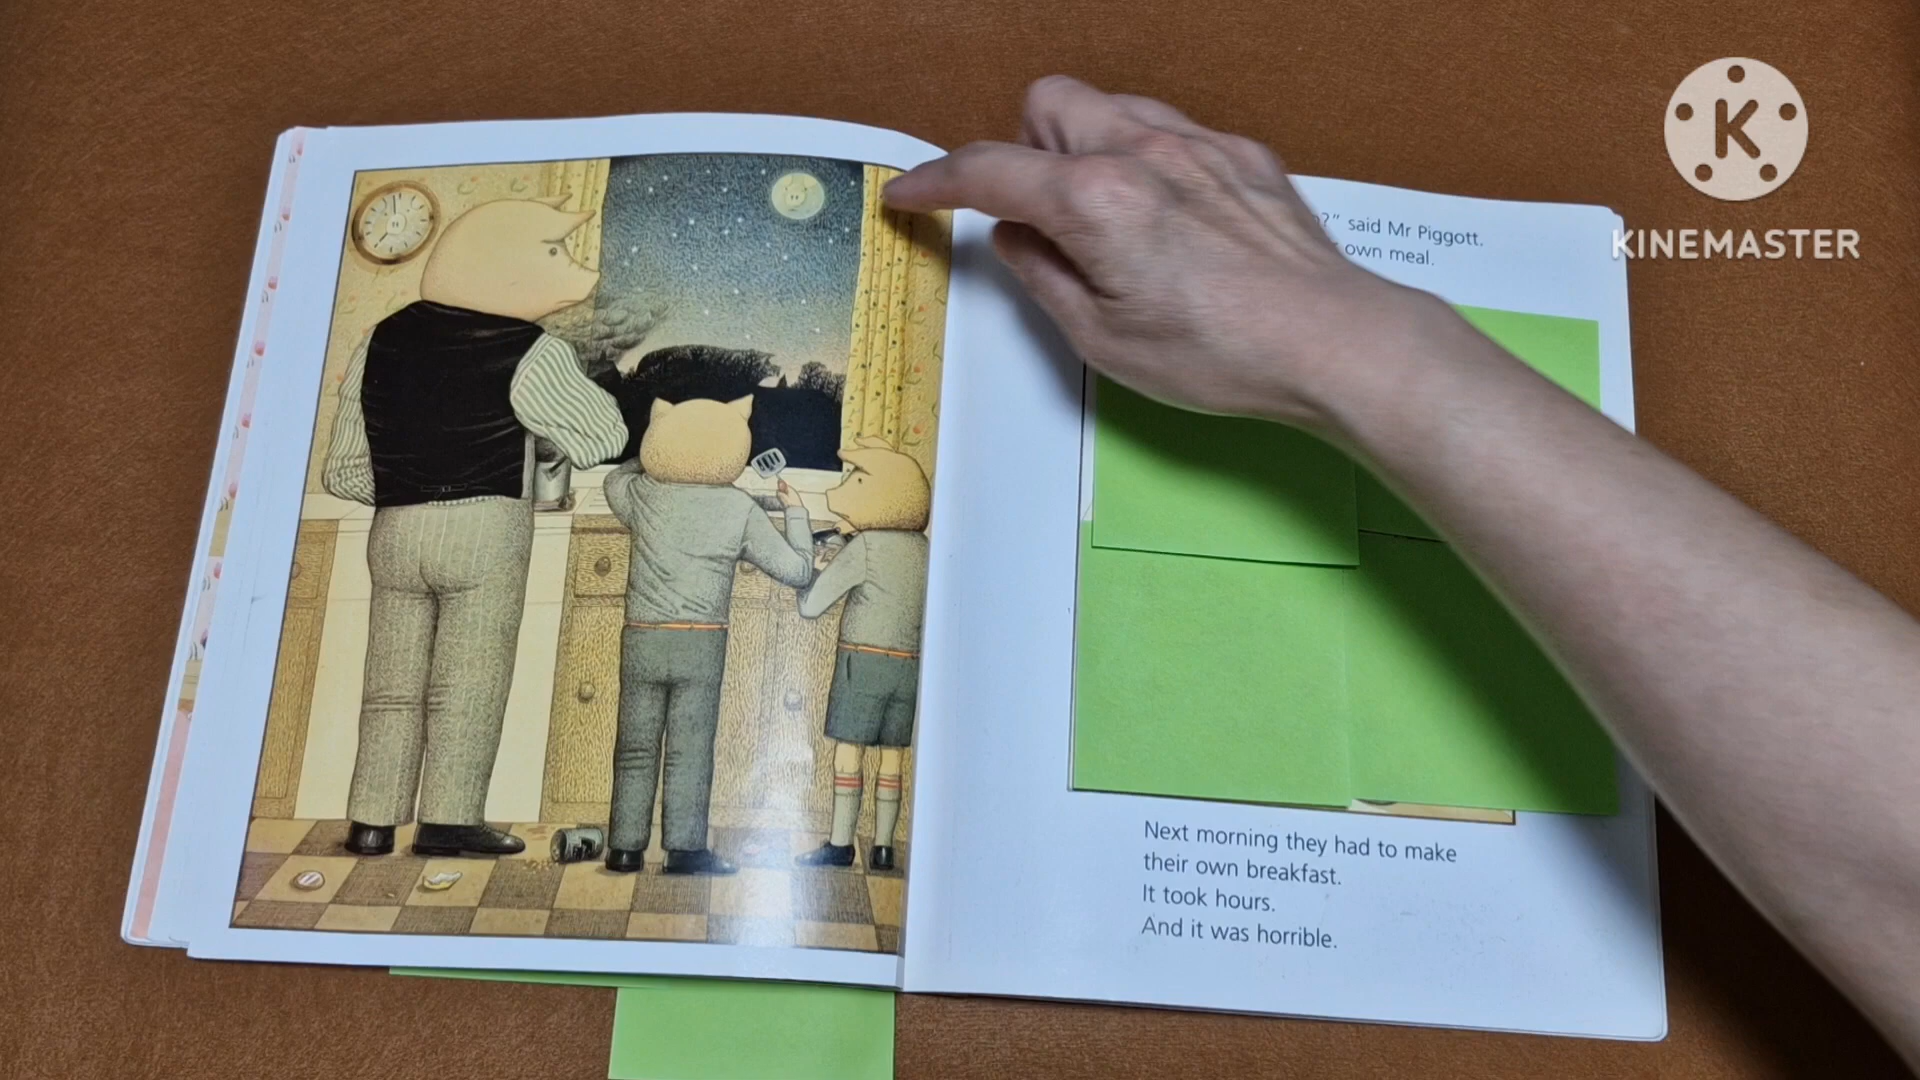 ?” said Mr Piggott.
own meal.
Next morning they had to make
their own breakfast.
It took hours.
And it was horrible.
K
KINEMASTER